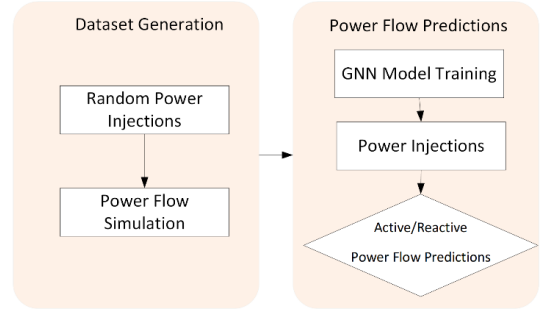 Dataset Generation
Random Power
Injections
Power Flow
Simulation
Power Flow Predictions
GNN Model Training
Power Injections
Active/Reactive
Power Flow Predictions